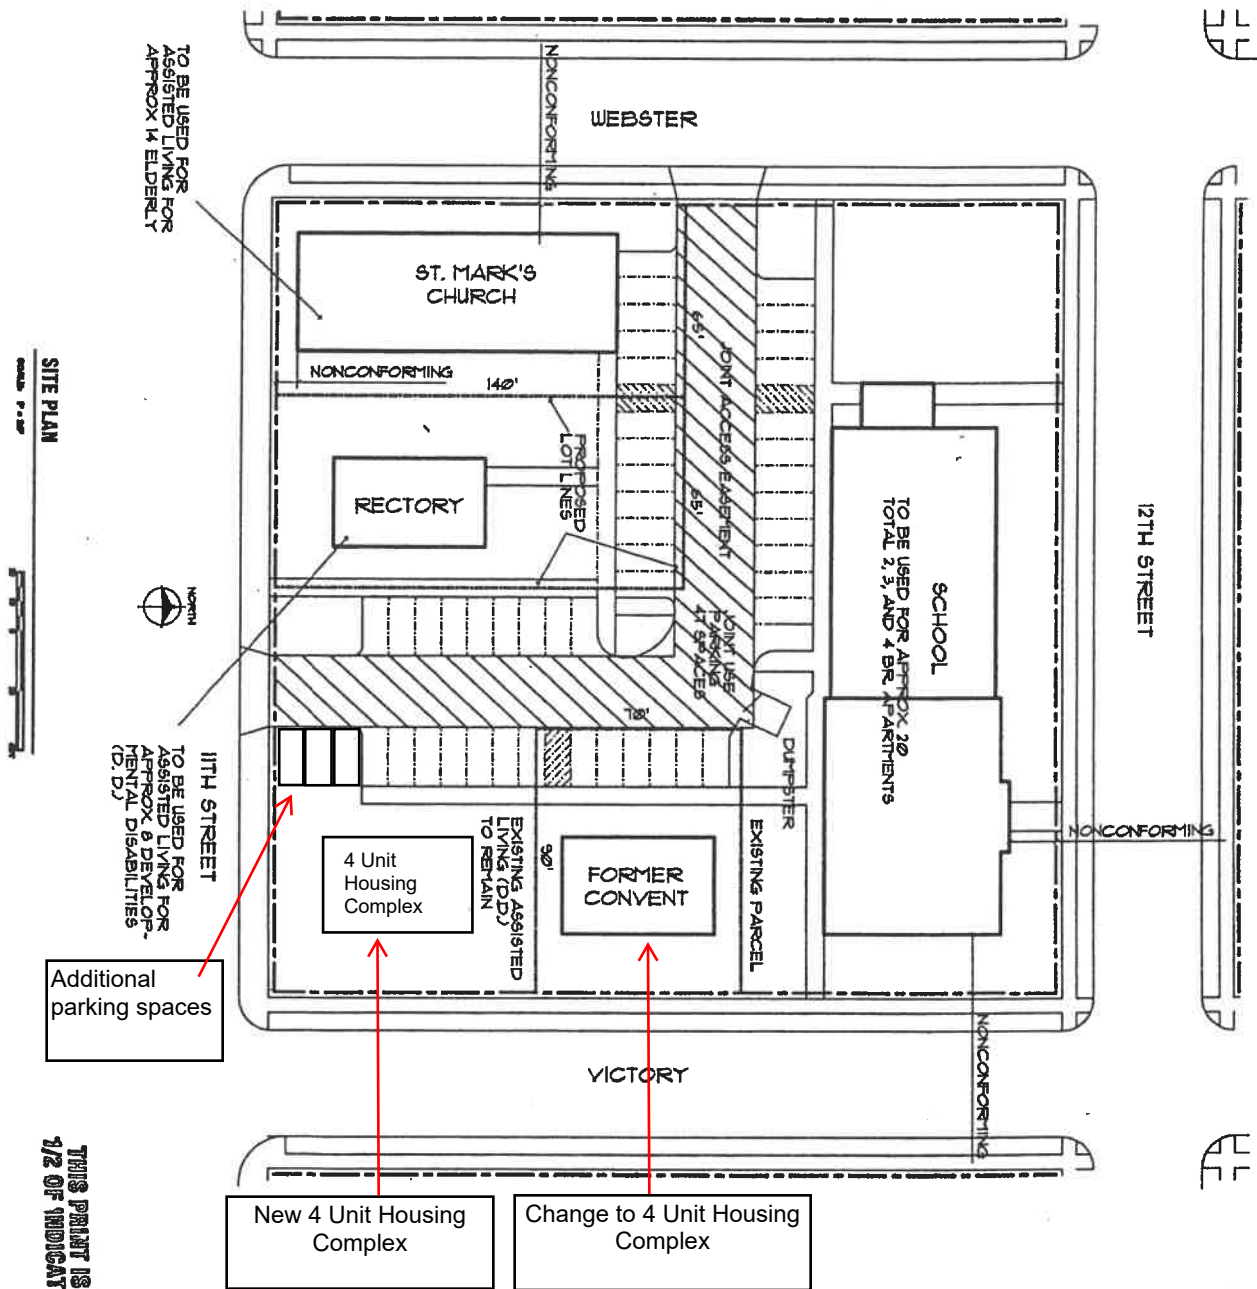 TO BE USED FOR
ASSISTED LIVING FOR
APPROX 14 ELDERLY
NONCONFORMING
WEBSTER
ST. MARK'S
CHURCH
NONCONFORMING
140'
65'
JOINT ACCESS EASEMENT
65'
PROPOSED
LOT LINES
RECTORY
SITE PLAN
NORTH
SCHOOL
TO BE USED FOR APPROX 20
TOTAL 2, 3, AND 4 BR APARTMENTS
12TH STREET
JOINT USE
PARKING
47 SPACES
70'
DUMPSTER
11TH STREET
TO BE USED FOR
ASSISTED LIVING FOR
APPROX 8 DEVELOP-
MENTAL DISABILITIES
(D.D.)
4 Unit
Housing
Complex
EXISTING ASSISTED
LIVING (D.D.)
TO REMAIN
90'
FORMER
CONVENT
EXISTING PARCEL
NONCONFORMING
Additional
parking spaces
VICTORY
NONCONFORMING
New 4 Unit Housing
Complex
Change to 4 Unit Housing
Complex
THIS PRINT IS
1/2 OF INDICAT